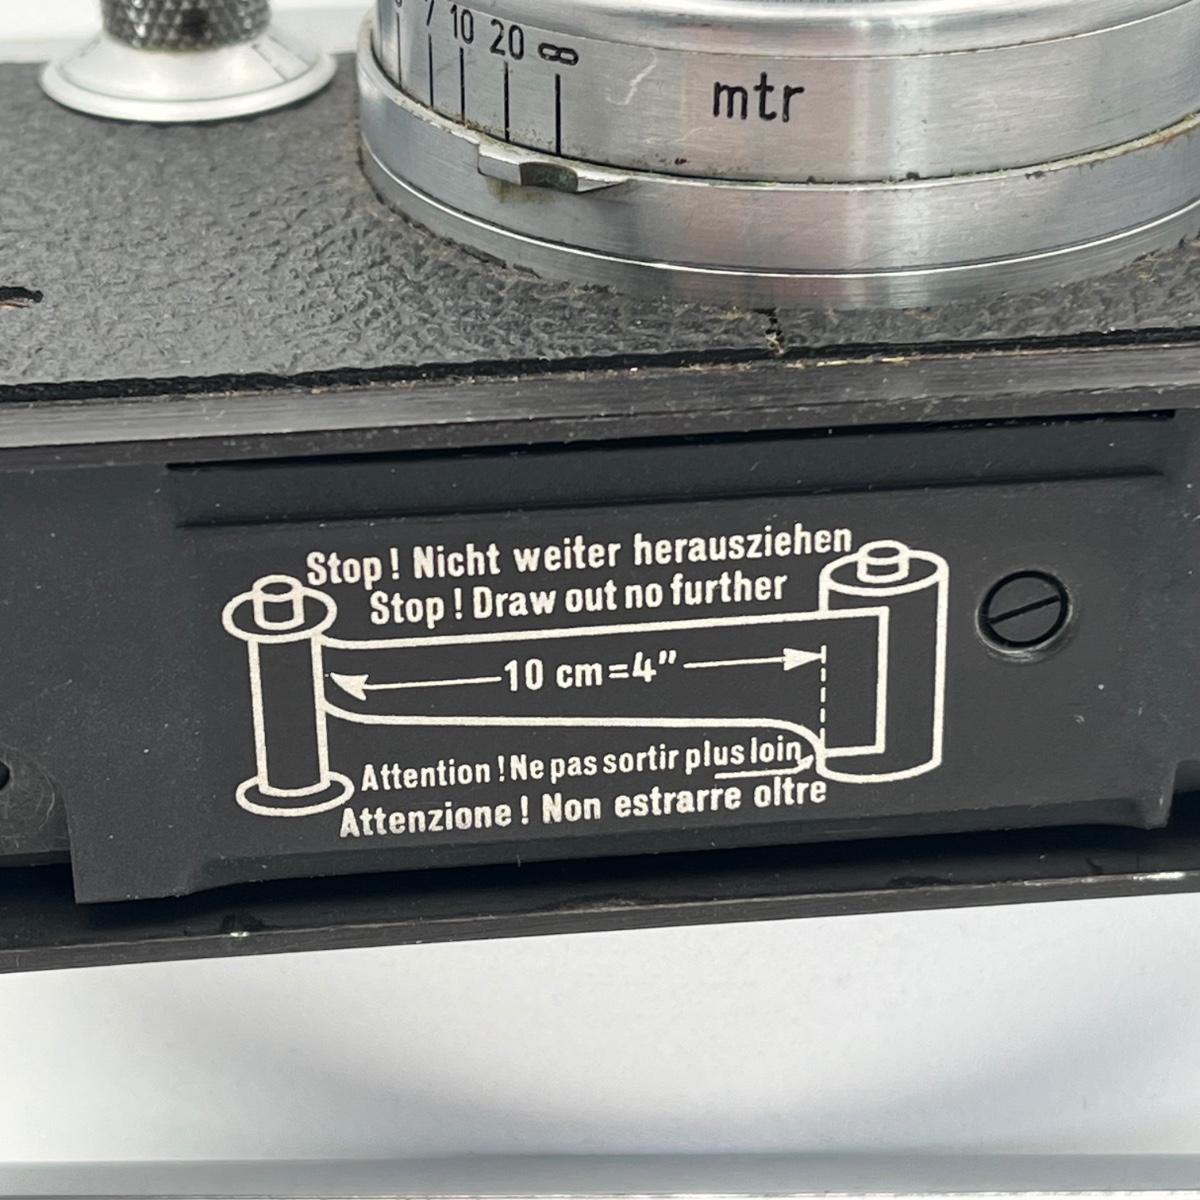 7 10 20 ∞
mtr
Stop! Nicht weiter herausziehen
Stop! Draw out no further
10 cm=4"
Attention! Ne pas sortir plus loin
Attenzione! Non estrarre oltre